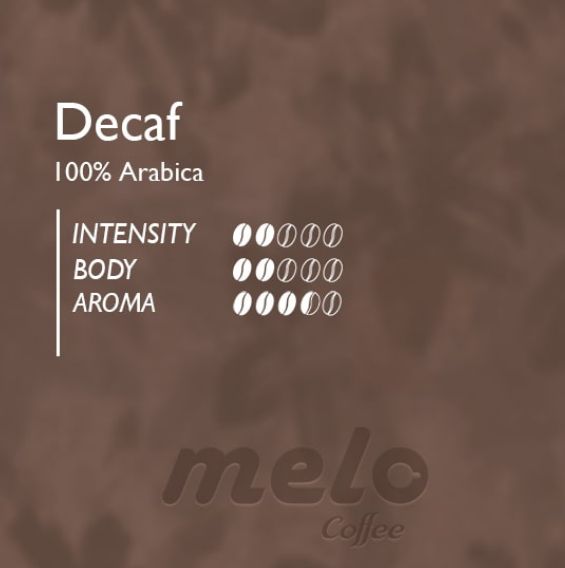 Decaf
100% Arabica
INTENSITY
BODY
AROMA
melo
Coffee